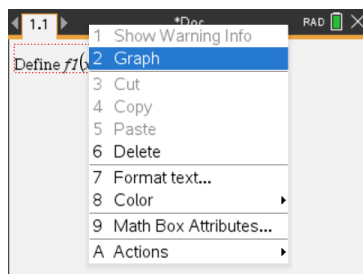 1.1 *Doc RAD
1 Show Warning Info
Define f1(x
2 Graph
3 Cut
4 Copy
5 Paste
6 Delete
7 Format text...
8 Color
9 Math Box Attributes...
A Actions